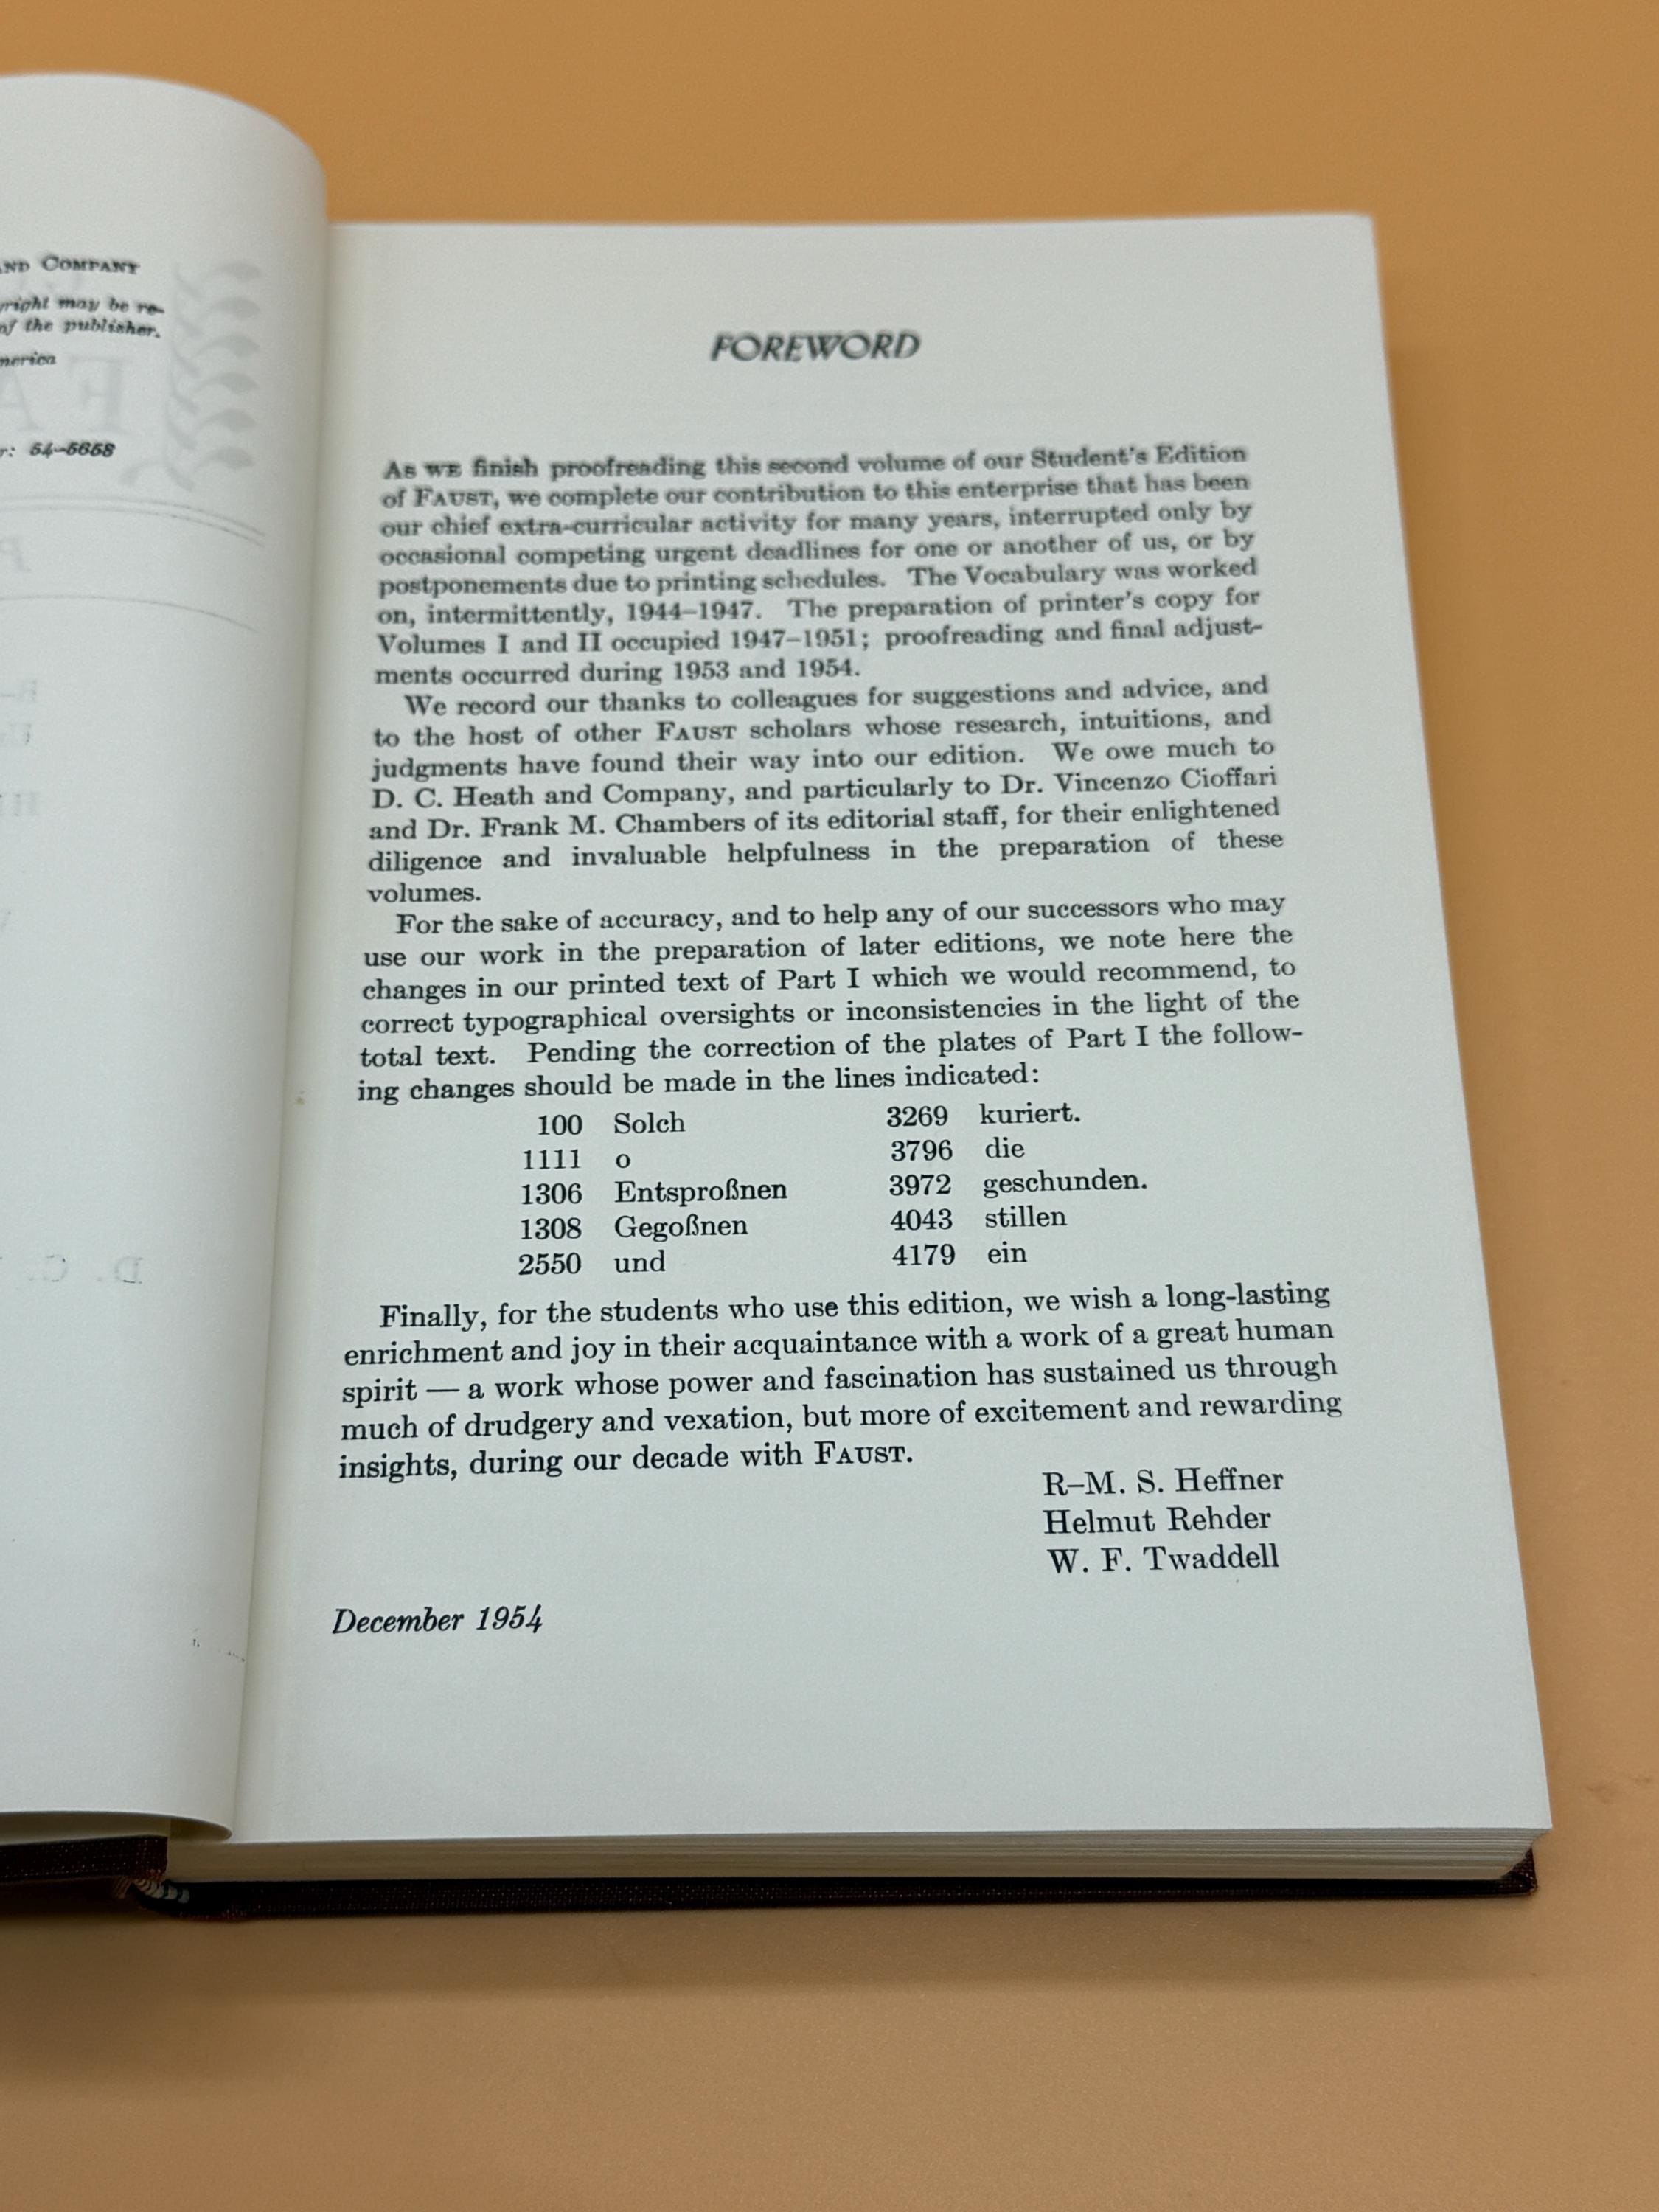 ND COMPANY
right may be re-
of the publisher.
merica
r: 54-5658
FOREWORD
AS WE finish proofreading this second volume of our Student's Edition
of FAUST, we complete our contribution to this enterprise that has been
our chief extra-curricular activity for many years, interrupted only by
occasional competing urgent deadlines for one or another of us, or by
postponements due to printing schedules. The Vocabulary was worked
on, intermittently, 1944–1947. The preparation of printer's copy for
Volumes I and II occupied 1947–1951; proofreading and final adjust-
ments occurred during 1953 and 1954.
We record our thanks to colleagues for suggestions and advice, and
to the host of other FAUST scholars whose research, intuitions, and
judgments have found their way into our edition. We owe much to
D. C. Heath and Company, and particularly to Dr. Vincenzo Cioffari
and Dr. Frank M. Chambers of its editorial staff, for their enlightened
diligence and invaluable helpfulness in the preparation of these
volumes.
For the sake of accuracy, and to help any of our successors who may
use our work in the preparation of later editions, we note here the
changes in our printed text of Part I which we would recommend, to
correct typographical oversights or inconsistencies in the light of the
total text. Pending the correction of the plates of Part I the follow-
ing changes should be made in the lines indicated:
100 Solch 3269 kuriert.
1111 o 3796 die
1306 Entsproßnen 3972 geschunden.
1308 Gegoßnen 4043 stillen
2550 und 4179 ein
Finally, for the students who use this edition, we wish a long-lasting
enrichment and joy in their acquaintance with a work of a great human
spirit — a work whose power and fascination has sustained us through
much of drudgery and vexation, but more of excitement and rewarding
insights, during our decade with FAUST.
R–M. S. Heffner
Helmut Rehder
W. F. Twaddell
December 1954